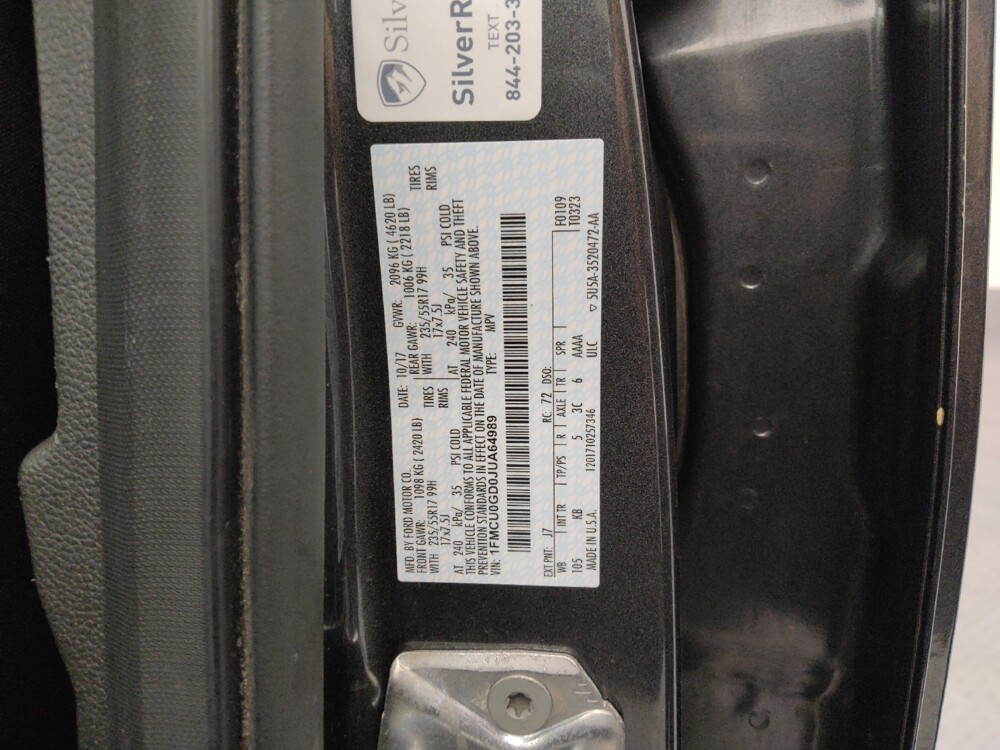 Silv
SilverR
TEXT
844-203-3
MFD. BY FORD MOTOR CO.
DATE: 10/17 GVWR: 2096 KG ( 4620 LB)
FRONT GAWR: 1098 KG ( 2420 LB) REAR GAWR: 1006 KG ( 2218 LB)
WITH 235/55R17 99H TIRES WITH 235/55R17 99H TIRES
17x7.5J RIMS 17x7.5J RIMS
AT 240 kPa/ 35 PSI COLD AT 240 kPa/ 35 PSI COLD
THIS VEHICLE CONFORMS TO ALL APPLICABLE FEDERAL MOTOR VEHICLE SAFETY AND THEFT
PREVENTION STANDARDS IN EFFECT ON THE DATE OF MANUFACTURE SHOWN ABOVE.
VIN: 1FMCU0GD0JUA64989 TYPE: MPV
EXT PNT: J7 RC: 72 DSO: F0109
WB INT TR TP/PS R AXLE TR SPR T0323
105 KB 5 3C 6 AAAA
MADE IN U.S.A. 1201710257346 ULC ▽ 5U5A-3520472-AA